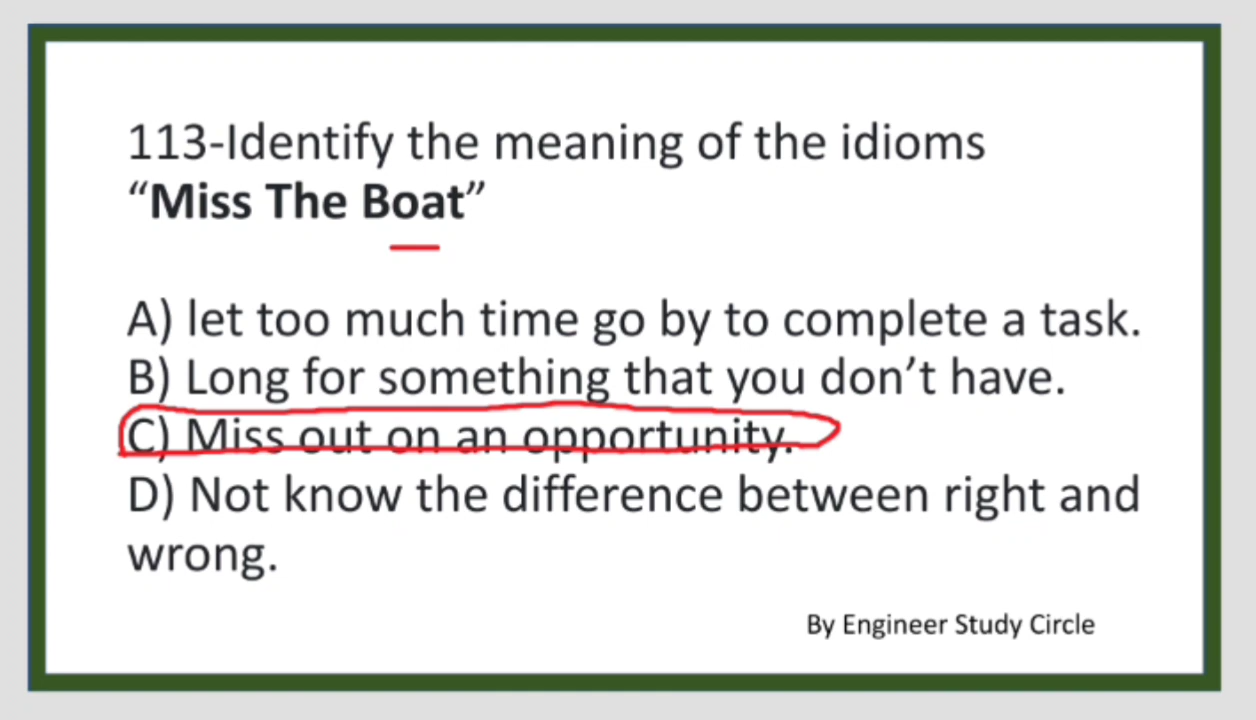 113-Identify the meaning of the idioms
“Miss The Boat”
A) let too much time go by to complete a task.
B) Long for something that you don’t have.
C) Miss out on an opportunity.
D) Not know the difference between right and
wrong.
By Engineer Study Circle